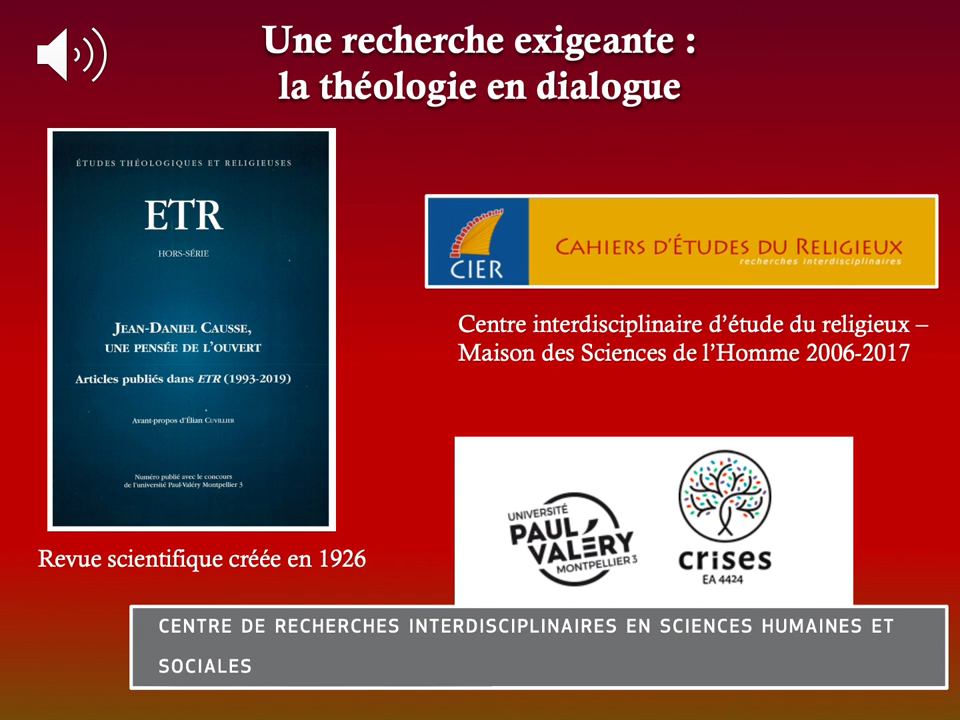 Une recherche exigeante :
la théologie en dialogue
ÉTUDES THÉOLOGIQUES ET RELIGIEUSES
ETR
HORS-SÉRIE
JEAN-DANIEL CAUSSE,
UNE PENSÉE DE L'OUVERT
Articles publiés dans ETR (1993-2019)
Avant-propos d'Élian CUVILLIER
Numéro publié avec le concours
de l'université Paul-Valéry Montpellier 3
Revue scientifique créée en 1926
CIER
CAHIERS D'ÉTUDES DU RELIGIEUX
recherches interdisciplinaires
Centre interdisciplinaire d'étude du religieux –
Maison des Sciences de l'Homme 2006-2017
UNIVERSITÉ
PAUL
VALÉRY
MONTPELLIER 3
crises
EA 4424
CENTRE DE RECHERCHES INTERDISCIPLINAIRES EN SCIENCES HUMAINES ET
SOCIALES